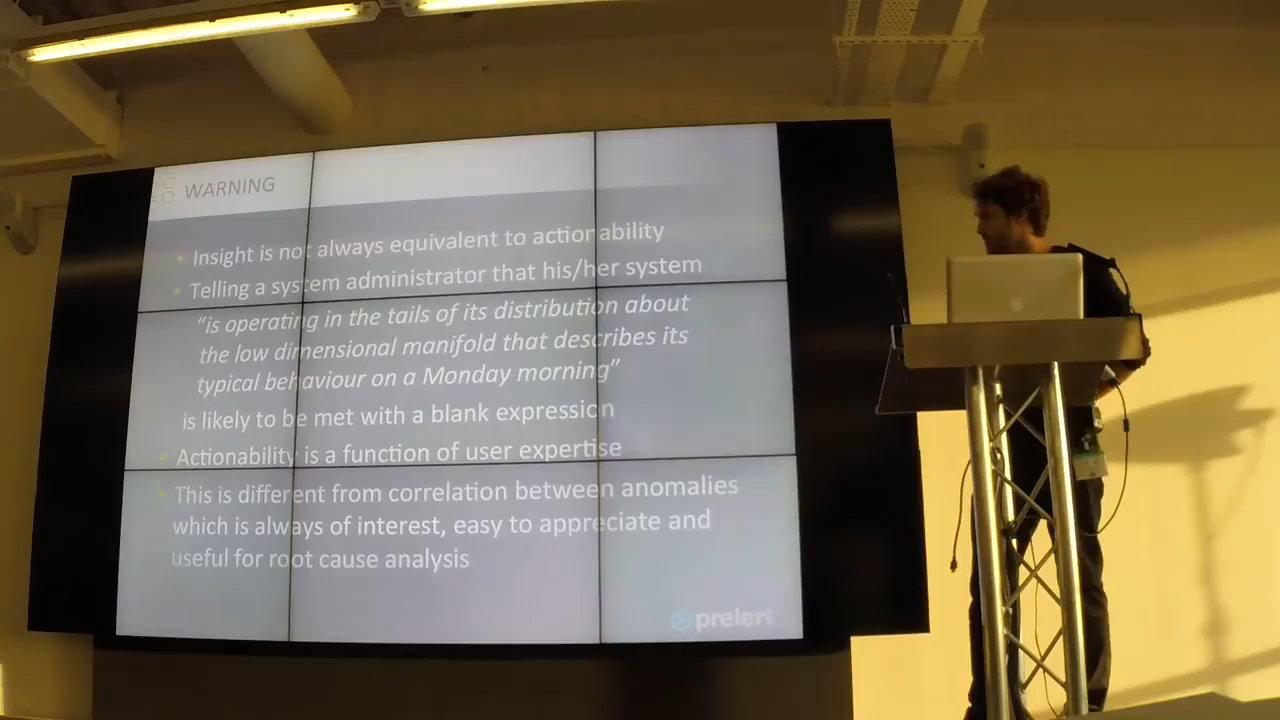 WARNING
Insight is not always equivalent to actionability
Telling a system administrator that his/her system
“is operating in the tails of its distribution about
the low dimensional manifold that describes its
typical behaviour on a Monday morning”
is likely to be met with a blank expression
Actionability is a function of user expertise
This is different from correlation between anomalies
which is always of interest, easy to appreciate and
useful for root cause analysis
prelert